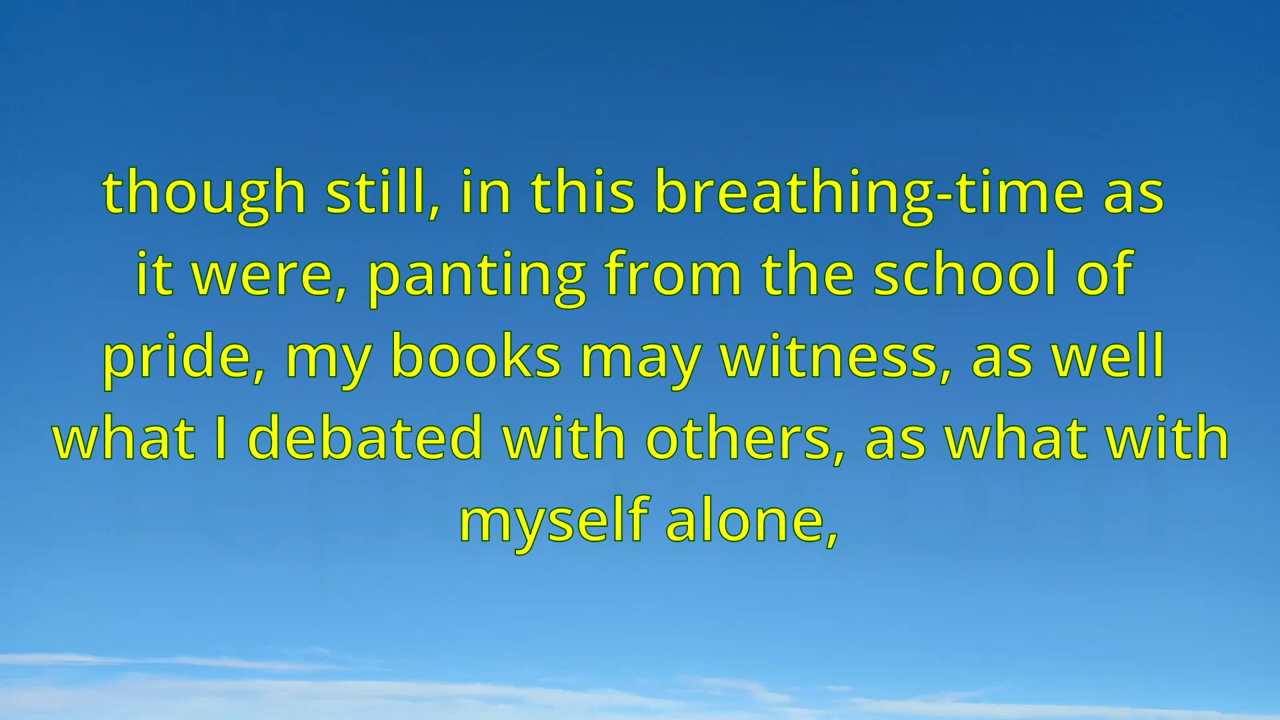 though still, in this breathing-time as
it were, panting from the school of
pride, my books may witness, as well
what I debated with others, as what with
myself alone,